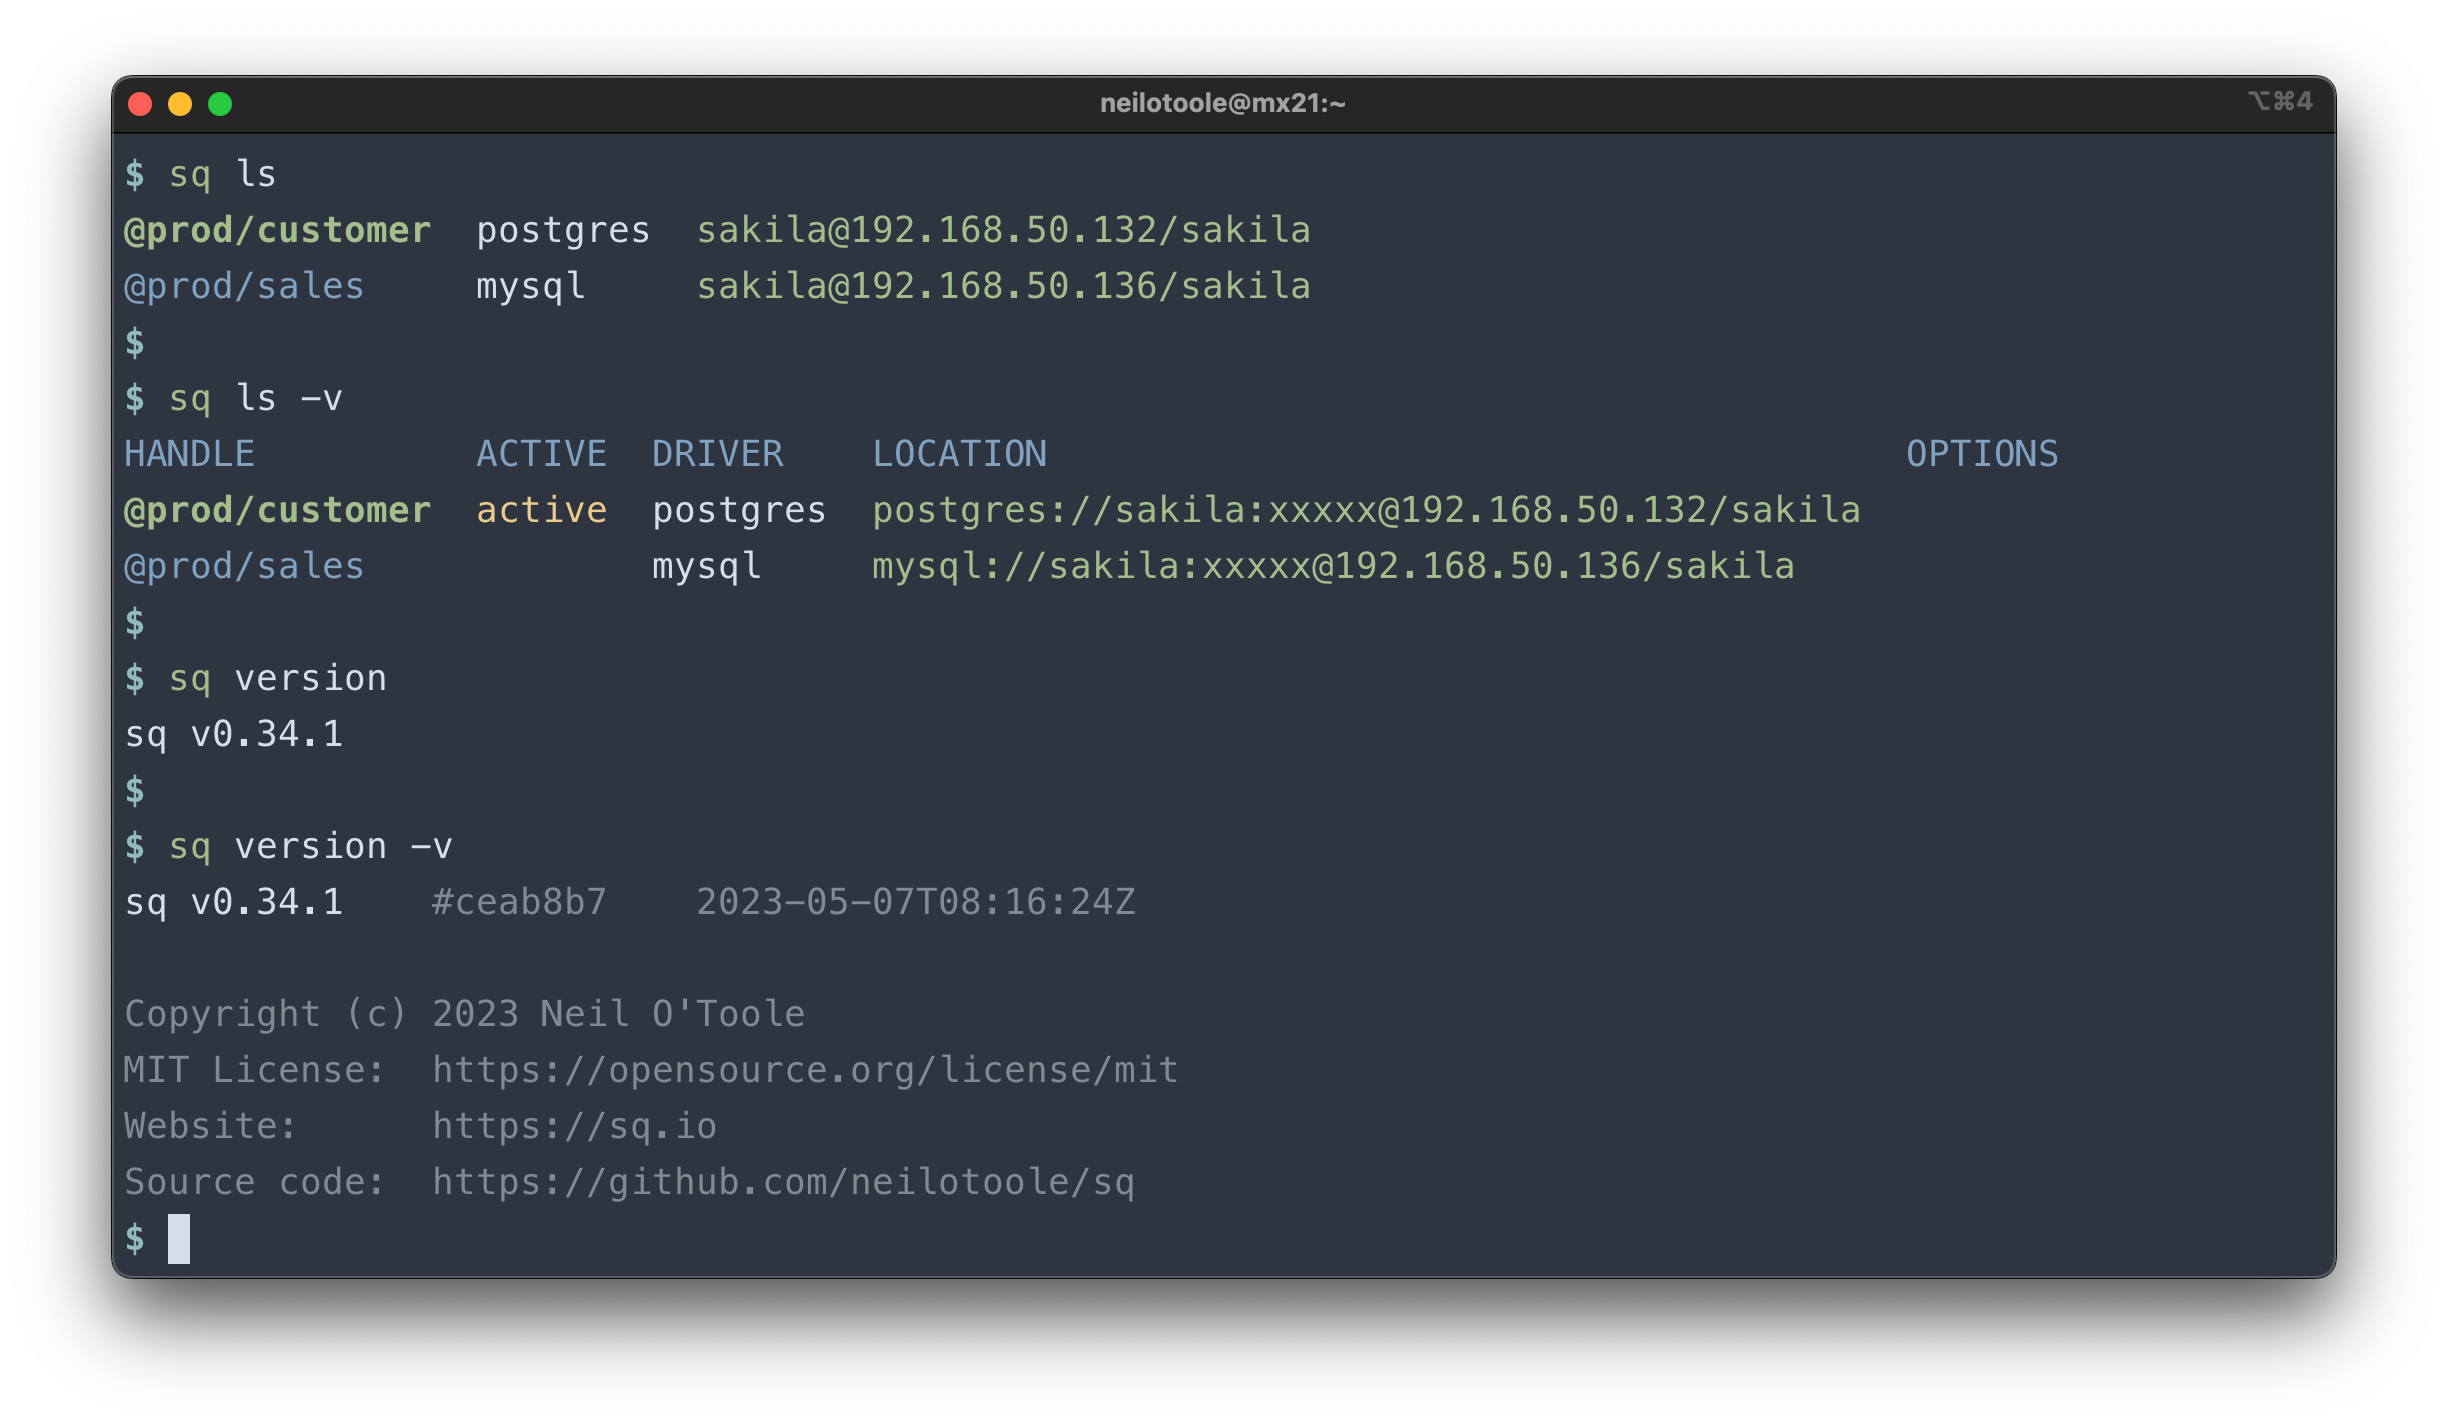 neilotoole@mx21:~ ⌥⌘4
$ sq ls
@prod/customer  postgres  sakila@192.168.50.132/sakila
@prod/sales     mysql     sakila@192.168.50.136/sakila
$
$ sq ls -v
HANDLE          ACTIVE  DRIVER    LOCATION                                       OPTIONS
@prod/customer  active  postgres  postgres://sakila:xxxxx@192.168.50.132/sakila
@prod/sales             mysql     mysql://sakila:xxxxx@192.168.50.136/sakila
$
$ sq version
sq v0.34.1
$
$ sq version -v
sq v0.34.1    #ceab8b7    2023-05-07T08:16:24Z
Copyright (c) 2023 Neil O'Toole
MIT License:  https://opensource.org/license/mit
Website:      https://sq.io
Source code:  https://github.com/neilotoole/sq
$